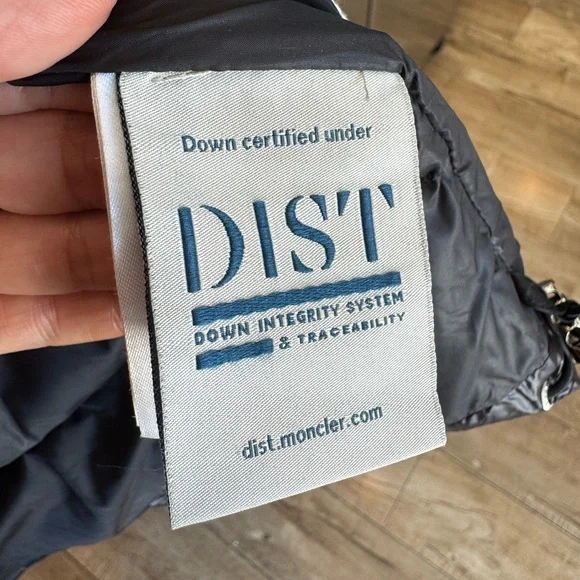 Down certified under
DIST
DOWN INTEGRITY SYSTEM
& TRACEABILITY
dist.moncler.com